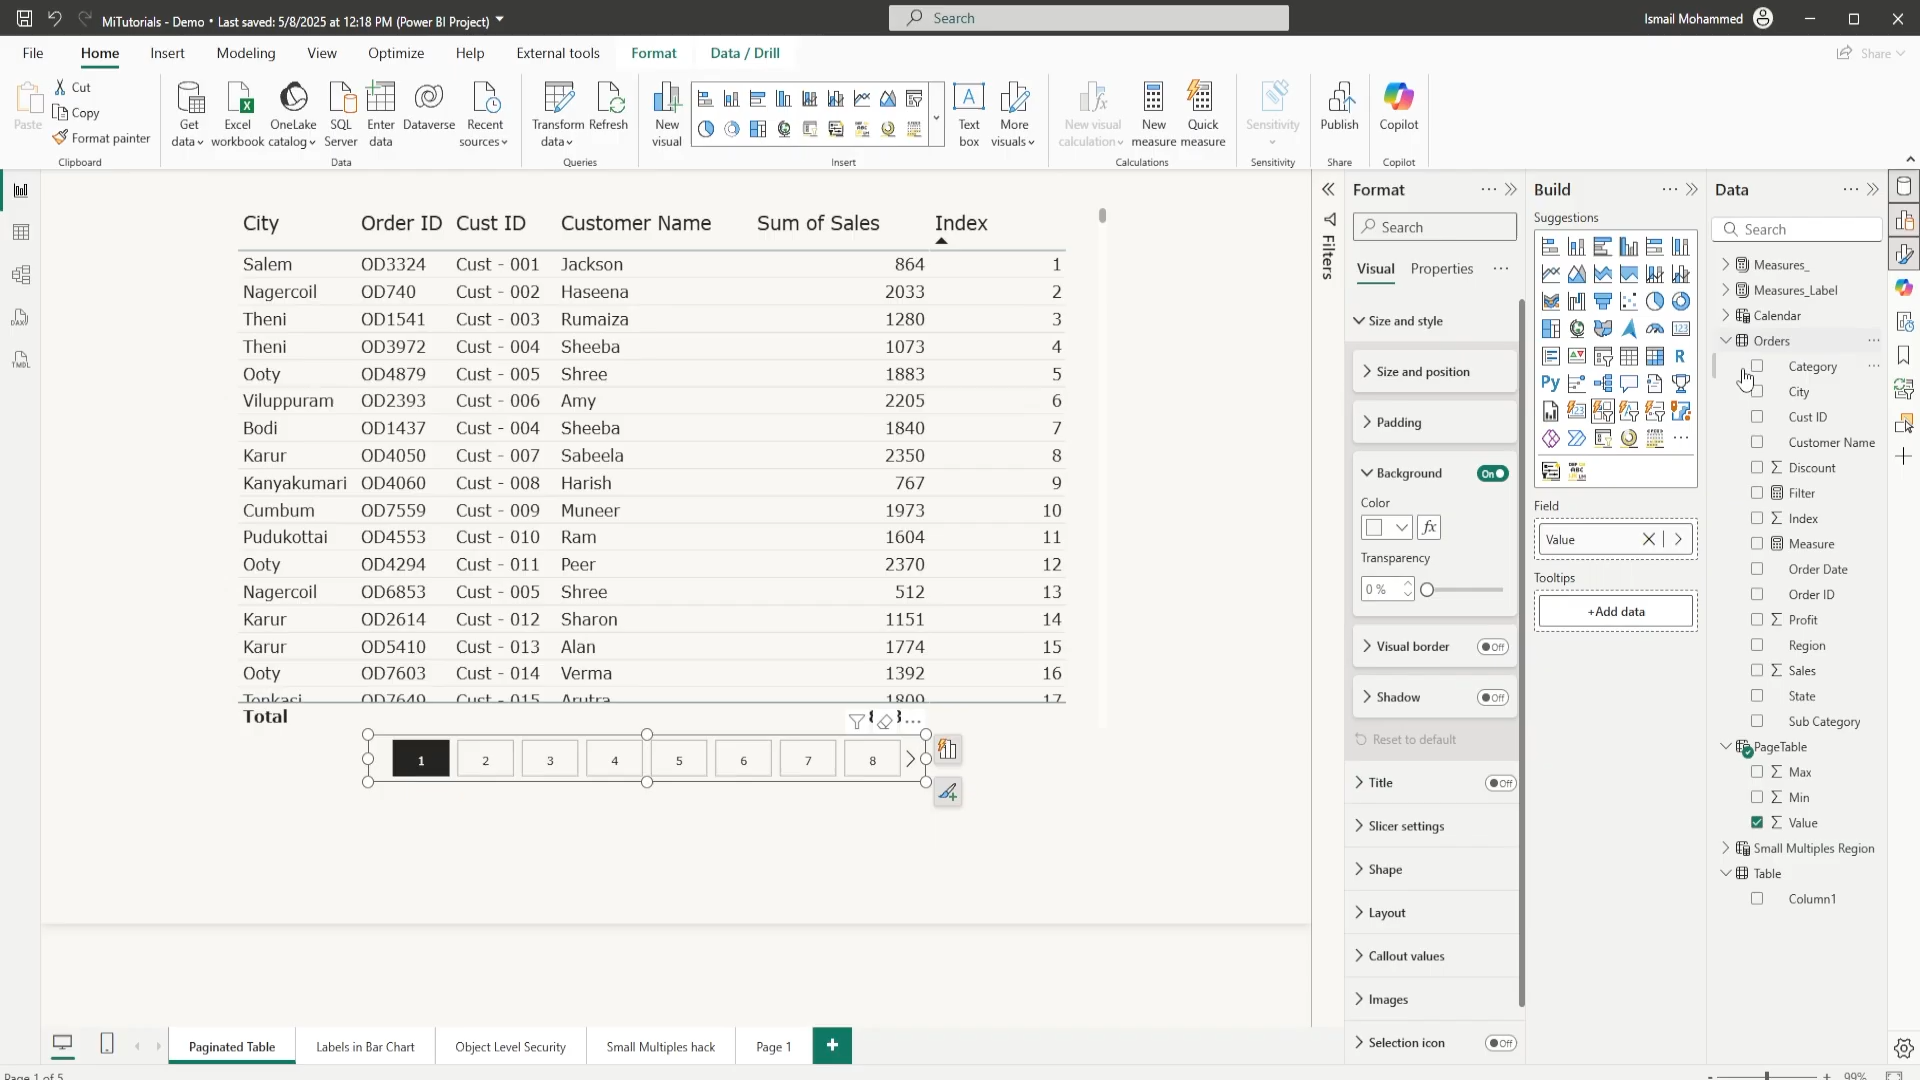 MiTutorials - Demo • Last saved: 5/8/2025 at 12:18 PM (Power BI Project)
Search
Ismail Mohammed
File Home Insert Modeling View Optimize Help External tools Format Data / Drill
Share
Paste
Cut
Copy
Format painter
Clipboard
Get data
Excel workbook
OneLake catalog
SQL Server
Enter data
Dataverse
Recent sources
Data
Transform data
Refresh
Queries
New visual
Text box
More visuals
Insert
New visual calculation
New measure
Quick measure
Calculations
Sensitivity
Sensitivity
Publish
Share
Copilot
Copilot
DAX
TMDL
City Order ID Cust ID Customer Name Sum of Sales Index
Salem OD3324 Cust - 001 Jackson 864 1
Nagercoil OD740 Cust - 002 Haseena 2033 2
Theni OD1541 Cust - 003 Rumaiza 1280 3
Theni OD3972 Cust - 004 Sheeba 1073 4
Ooty OD4879 Cust - 005 Shree 1883 5
Viluppuram OD2393 Cust - 006 Amy 2205 6
Bodi OD1437 Cust - 004 Sheeba 1840 7
Karur OD4050 Cust - 007 Sabeela 2350 8
Kanyakumari OD4060 Cust - 008 Harish 767 9
Cumbum OD7559 Cust - 009 Muneer 1973 10
Pudukottai OD4553 Cust - 010 Ram 1604 11
Ooty OD4294 Cust - 011 Peer 2370 12
Nagercoil OD6853 Cust - 005 Shree 512 13
Karur OD2614 Cust - 012 Sharon 1151 14
Karur OD5410 Cust - 013 Alan 1774 15
Ooty OD7603 Cust - 014 Verma 1392 16
Tenkasi OD7649 Cust - 015 Arutra 1809 17
Total
1 2 3 4 5 6 7 8
Filters
Format
Search
Visual Properties
Size and style
Size and position
Padding
Background On
Color
fx
Transparency
0 %
Visual border Off
Shadow Off
Reset to default
Title Off
Slicer settings
Shape
Layout
Callout values
Images
Selection icon Off
Build
Suggestions
123
R
Py
Field
Value
Tooltips
+Add data
Data
Search
Measures_
Measures_Label
Calendar
Orders
Category
City
Cust ID
Customer Name
Discount
Filter
Index
Measure
Order Date
Order ID
Profit
Region
Sales
State
Sub Category
PageTable
Max
Min
Value
Small Multiples Region
Table
Column1
Paginated Table Labels in Bar Chart Object Level Security Small Multiples hack Page 1 +
Page 1 of 5
- + 99%